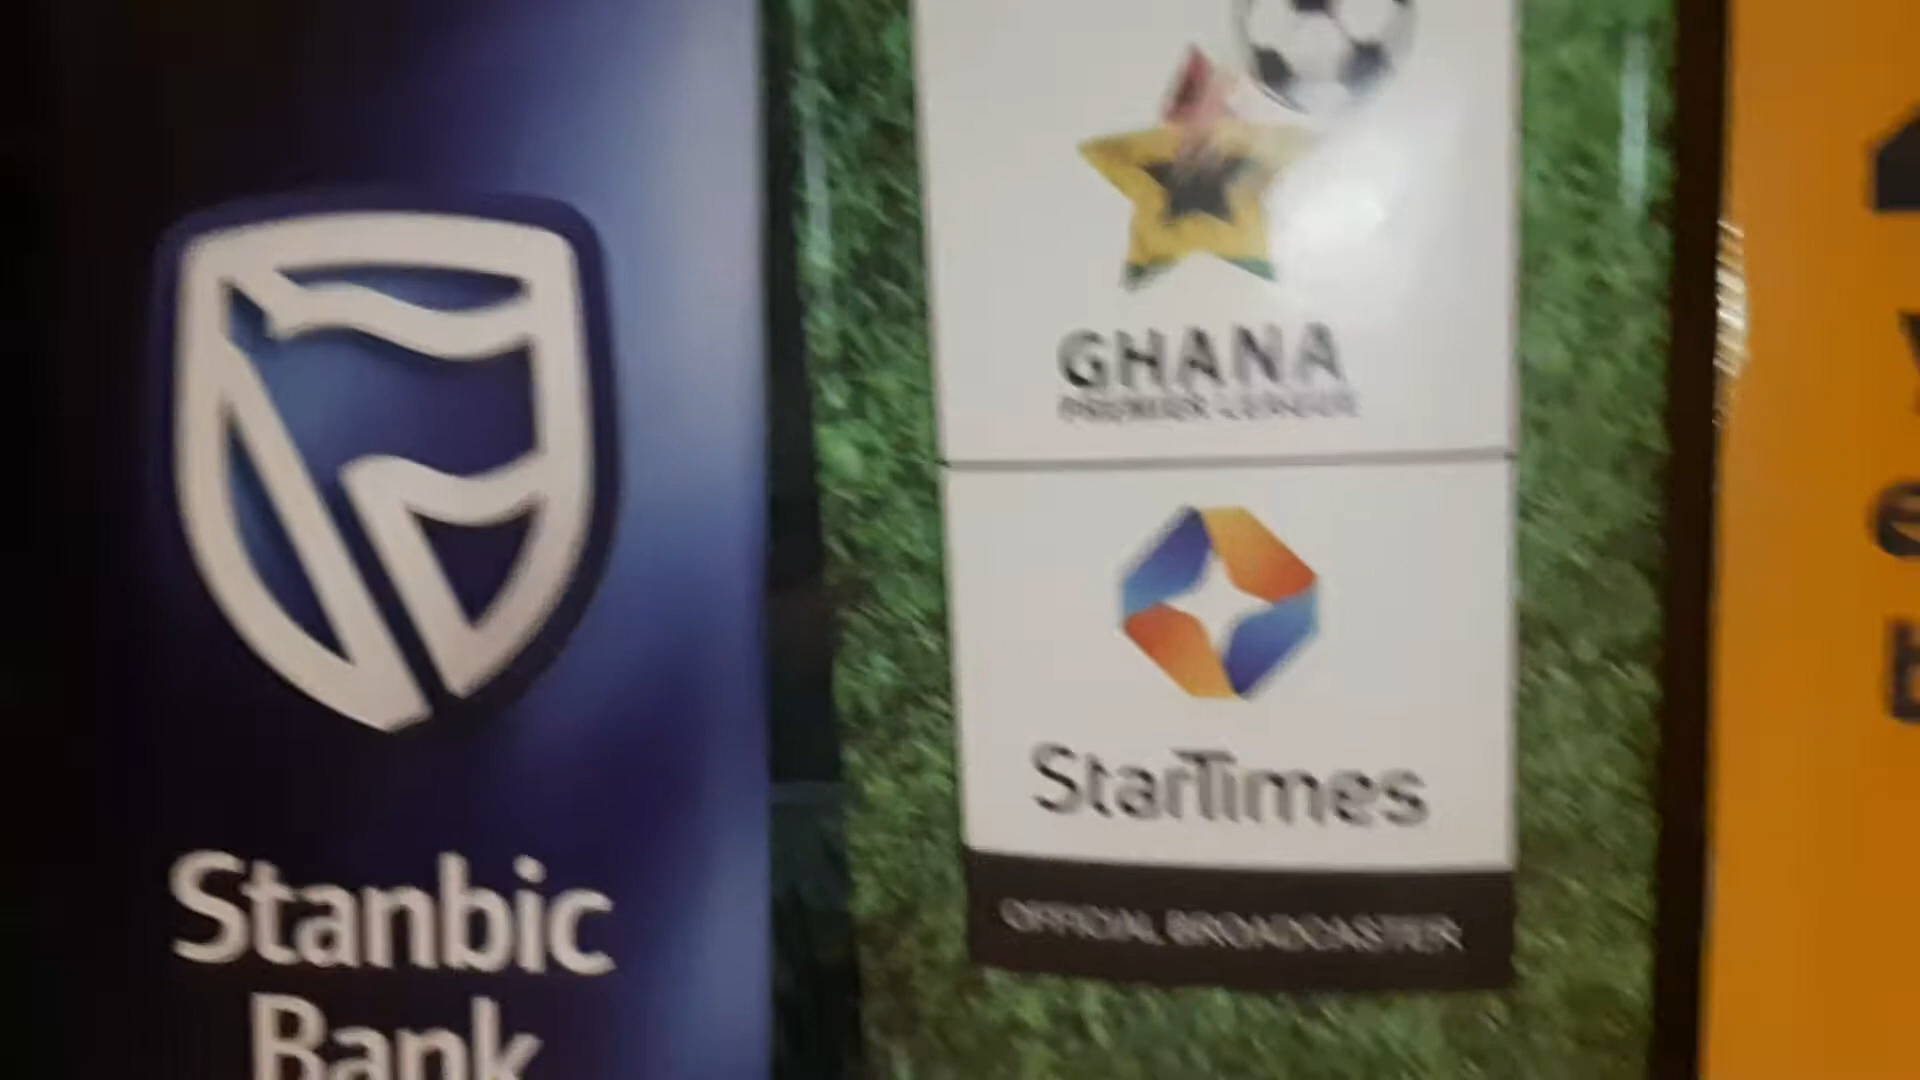 Stanbic
Bank
GHANA
PREMIER LEAGUE
StarTimes
OFFICIAL BROADCASTER